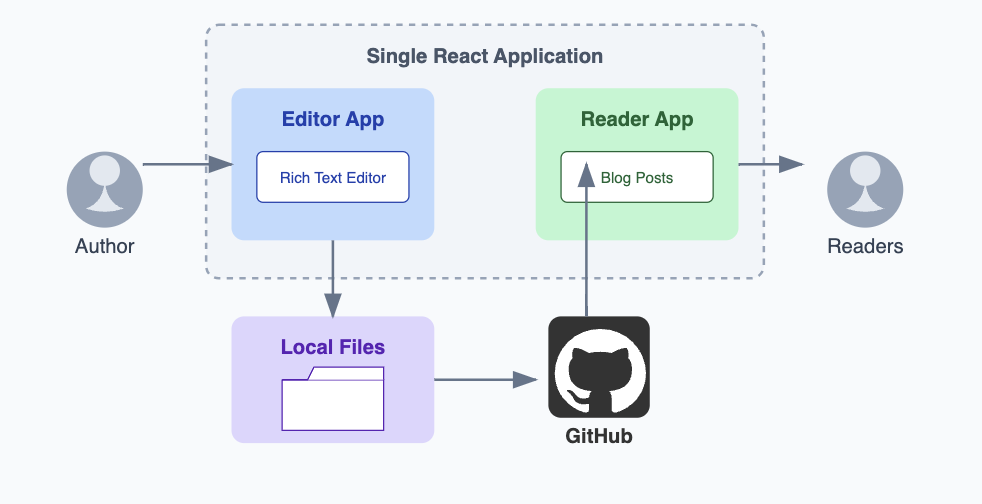 Single React Application
Editor App
Reader App
Rich Text Editor
Blog Posts
Author
Readers
Local Files
GitHub